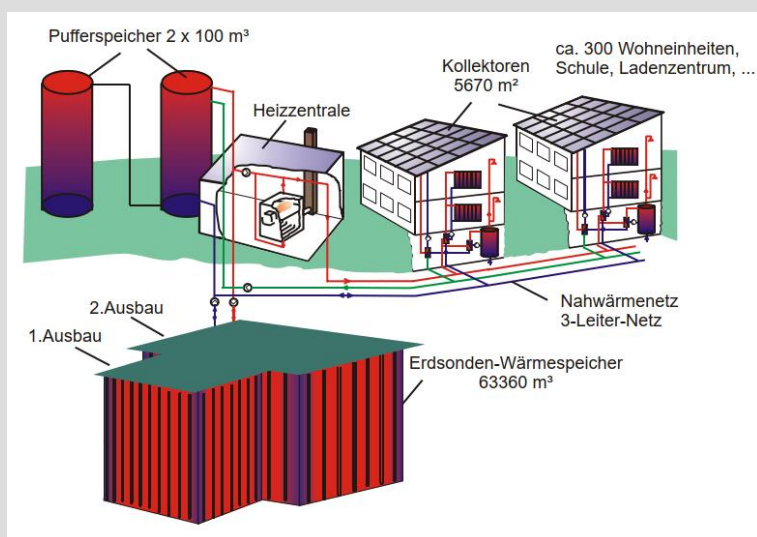 Pufferspeicher 2 x 100 m³
Heizzentrale
Kollektoren
5670 m²
ca. 300 Wohneinheiten,
Schule, Ladenzentrum, ...
Nahwärmenetz
3-Leiter-Netz
2.Ausbau
1.Ausbau
Erdsonden-Wärmespeicher
63360 m³